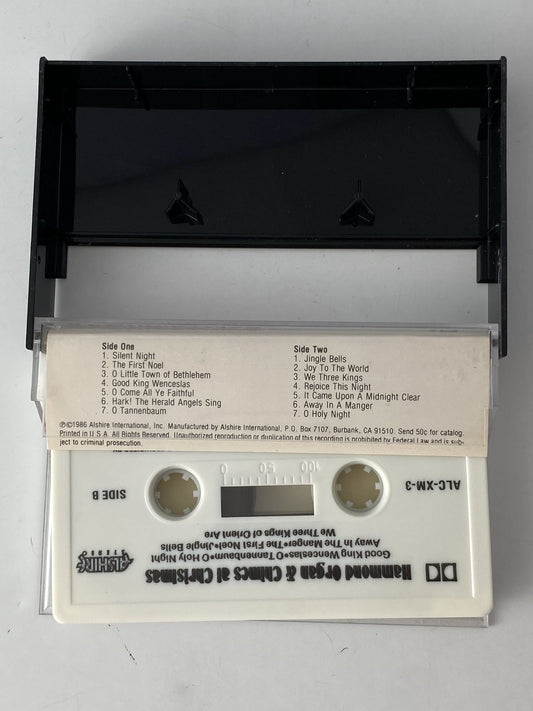 Side One
1. Silent Night
2. The First Noel
3. O Little Town of Bethlehem
4. Good King Wenceslas
5. O Come All Ye Faithful
6. Hark! The Herald Angels Sing
7. O Tannenbaum
Side Two
1. Jingle Bells
2. Joy To The World
3. We Three Kings
4. Rejoice This Night
5. It Came Upon A Midnight Clear
6. Away In A Manger
7. O Holy Night
℗©1986 Alshire International, Inc. Manufactured by Alshire International, P.O. Box 7107, Burbank, CA 91510. Send 50c for catalog.
Printed in U S A. All Rights Reserved. Unauthorized reproduction or duplication of this recording is prohibited by Federal Law and is sub-
ject to criminal prosecution.
Hammond Organ & Chimes at Christmas
Good King Wenceslas•O Tannenbaum•O Holy Night
Away In The Manger•The First Noel•Jingle Bells
We Three Kings of Orient Are
ALC-XM-3
SIDE B
100 50 0
ALSHIRE